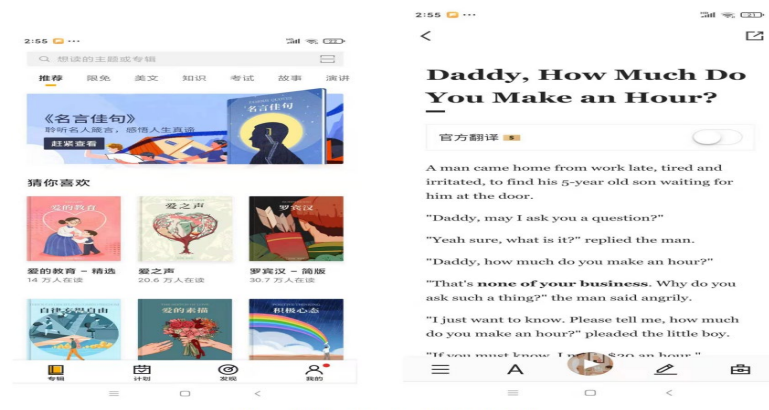 2:55
想读的主题或专辑
推荐 限免 美文 知识 考试 故事 演讲
《名言佳句》
聆听名人箴言，感悟人生真谛
赶紧查看
名言佳句
猜你喜欢
爱的教育
爱之声
罗宾汉
爱的教育 - 精选
14 万人在读
爱之声
20.6 万人在读
罗宾汉 - 简版
30.7 万人在读
爱的素描
积极心态
专辑
计划
发现
我的
2:55
Daddy, How Much Do
You Make an Hour?
官方翻译
A man came home from work late, tired and
irritated, to find his 5-year old son waiting for
him at the door.
"Daddy, may I ask you a question?"
"Yeah sure, what is it?" replied the man.
"Daddy, how much do you make an hour?"
"That's none of your business. Why do you
ask such a thing?" the man said angrily.
"I just want to know. Please tell me, how much
do you make an hour?" pleaded the little boy.
"If you must know, I $20 an hour."
A